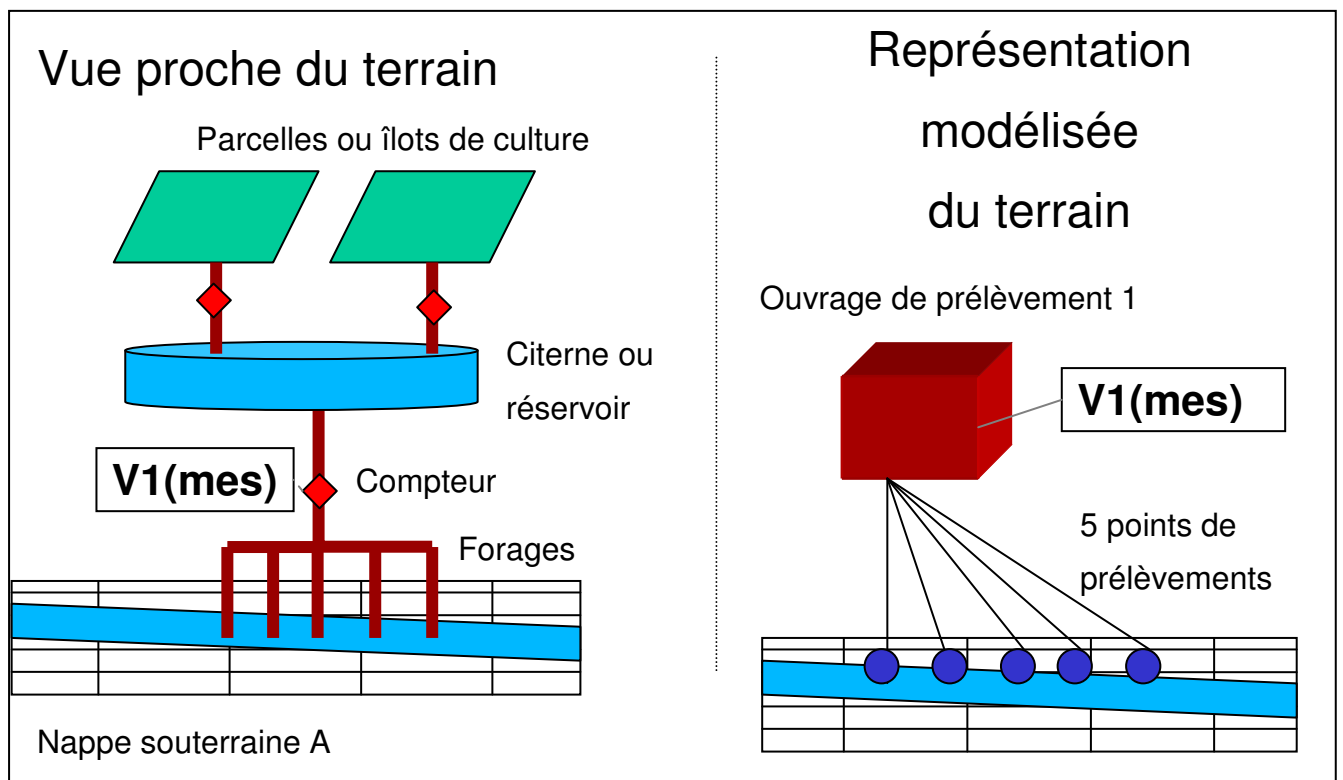 Vue proche du terrain
Parcelles ou îlots de culture
Citerne ou
réservoir
V1(mes)
Compteur
Forages
Nappe souterraine A
Représentation
modélisée
du terrain
Ouvrage de prélèvement 1
V1(mes)
5 points de
prélèvements